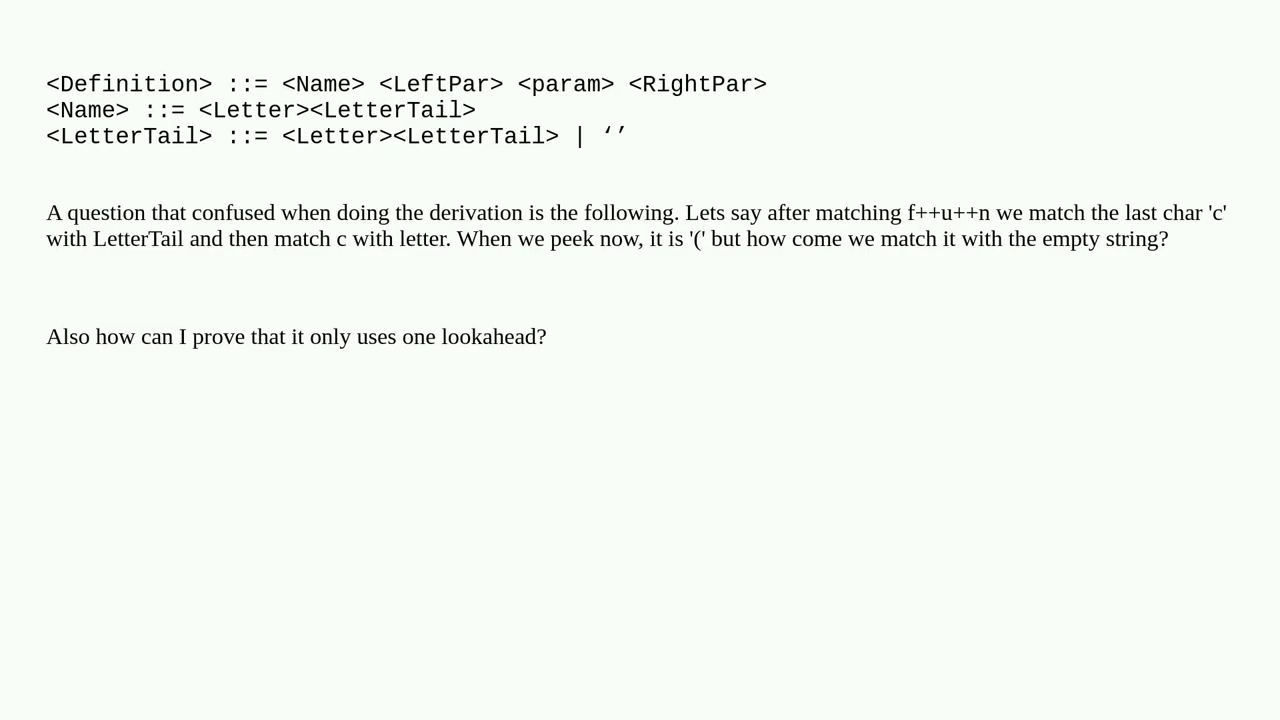 <Definition> ::= <Name> <LeftPar> <param> <RightPar>
<Name> ::= <Letter><LetterTail>
<LetterTail> ::= <Letter><LetterTail> | ‘’
A question that confused when doing the derivation is the following. Lets say after matching f++u++n we match the last char 'c'
with LetterTail and then match c with letter. When we peek now, it is '(' but how come we match it with the empty string?
Also how can I prove that it only uses one lookahead?